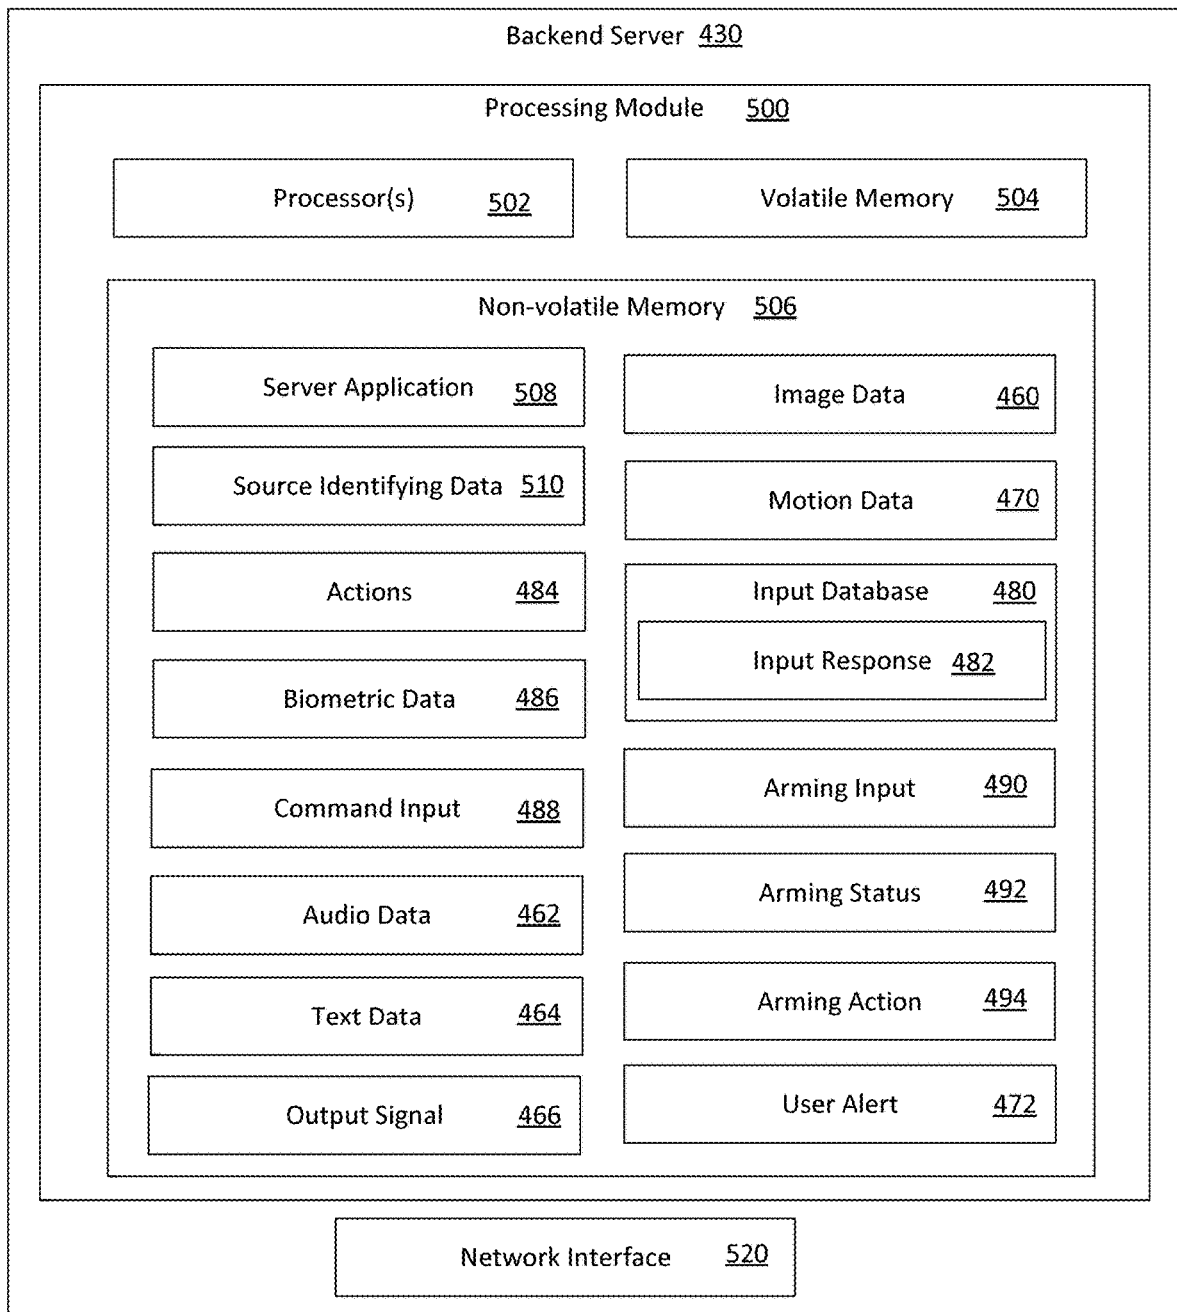 Backend Server 430
Processing Module 500
Processor(s) 502
Volatile Memory 504
Non-volatile Memory 506
Server Application 508
Source Identifying Data 510
Actions 484
Biometric Data 486
Command Input 488
Audio Data 462
Text Data 464
Output Signal 466
Image Data 460
Motion Data 470
Input Database 480
Input Response 482
Arming Input 490
Arming Status 492
Arming Action 494
User Alert 472
Network Interface 520